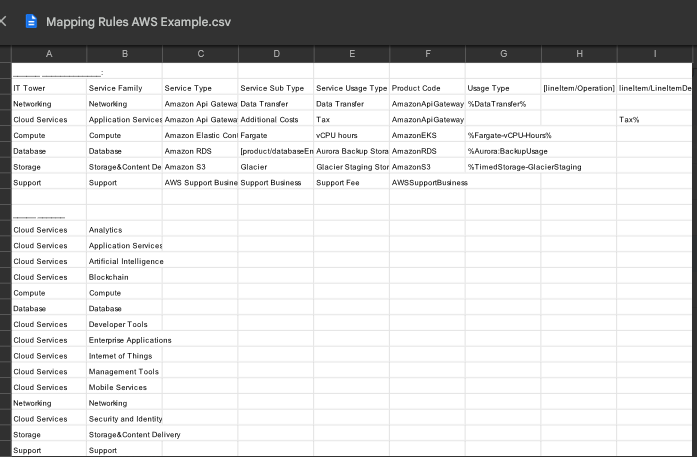 Mapping Rules AWS Example.csv
A B C D E F G H I
IT Tower Service Family Service Type Service Sub Type Service Usage Type Product Code Usage Type [lineItem/Operation] lineItem/LineItemDe
Networking Networking Amazon Api Gatewa Data Transfer Data Transfer AmazonApiGateway %DataTransfer%
Cloud Services Application Services Amazon Api Gatewa Additional Costs Tax AmazonApiGateway Tax%
Compute Compute Amazon Elastic Con Fargate vCPU hours AmazonEKS %Fargate-vCPU-Hours%
Database Database Amazon RDS [product/databaseEn Aurora Backup Stora AmazonRDS %Aurora:BackupUsage
Storage Storage&Content De Amazon S3 Glacier Glacier Staging Stor AmazonS3 %TimedStorage-GlacierStaging
Support Support AWS Support Busine Support Business Support Fee AWSSupportBusiness
Cloud Services Analytics
Cloud Services Application Services
Cloud Services Artificial Intelligence
Cloud Services Blockchain
Compute Compute
Database Database
Cloud Services Developer Tools
Cloud Services Enterprise Applications
Cloud Services Internet of Things
Cloud Services Management Tools
Cloud Services Mobile Services
Networking Networking
Cloud Services Security and Identity
Storage Storage&Content Delivery
Support Support